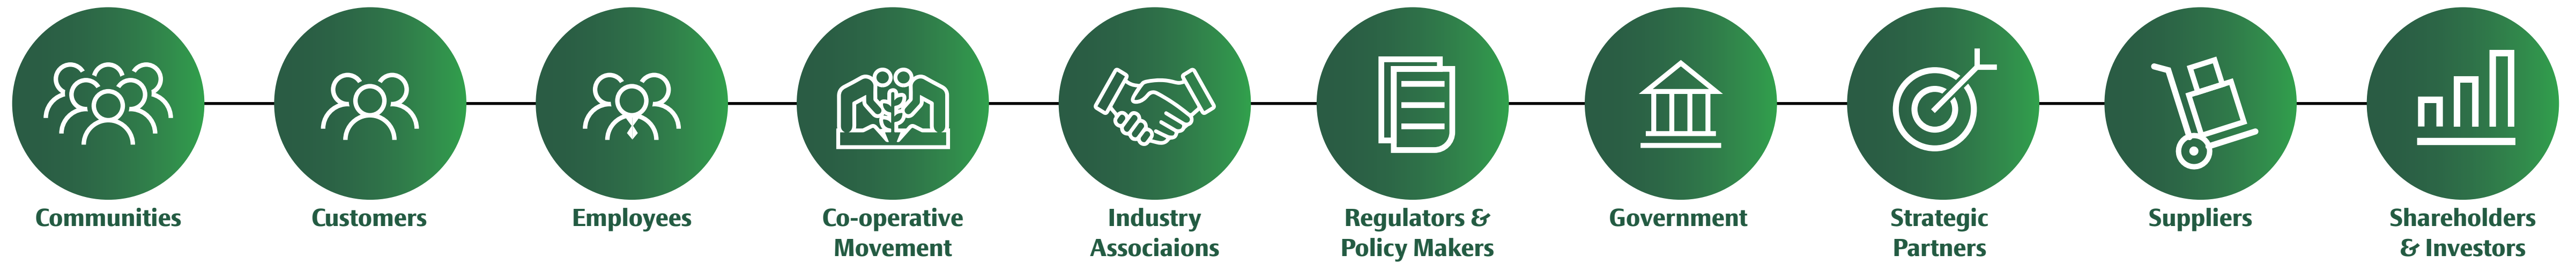 Communities
Customers
Employees
Co-operative
Movement
Industry
Associaions
Regulators &
Policy Makers
Government
Strategic
Partners
Suppliers
Shareholders
& Investors